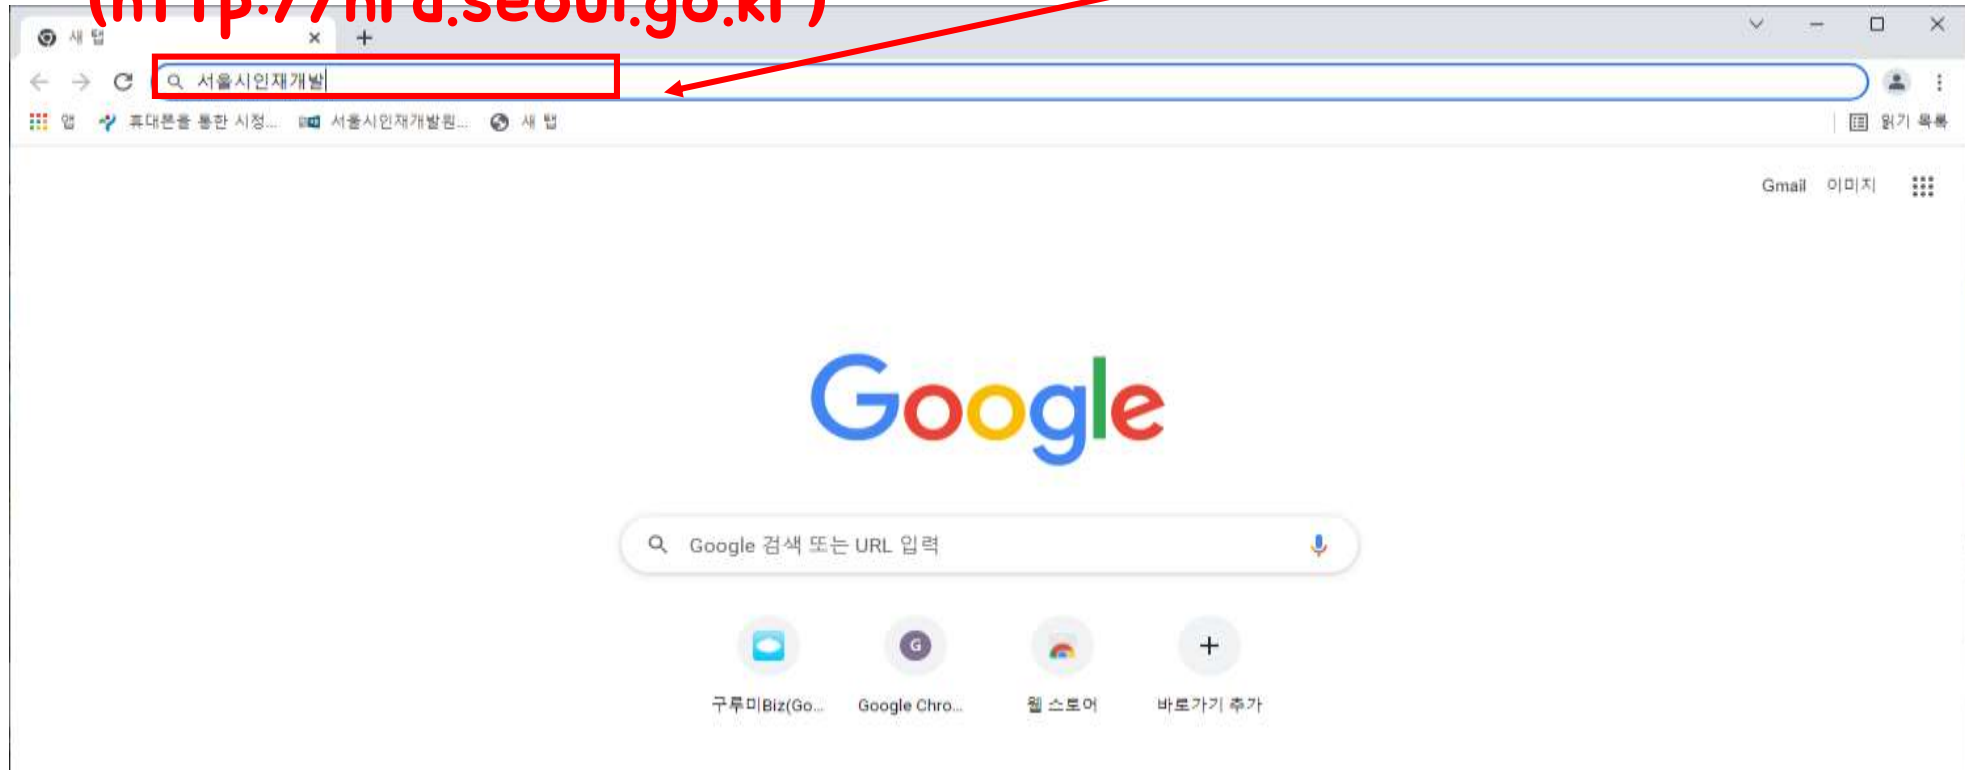 (http://hrd.seoul.go.kr )
새 탭
서울시인재개발
앱 휴대폰을 통한 시정... 서울시인재개발원... 새 탭 읽기 목록
Gmail 이미지
Google
Google 검색 또는 URL 입력
G
구루미Biz(Go... Google Chro... 웹 스토어 바로가기 추가